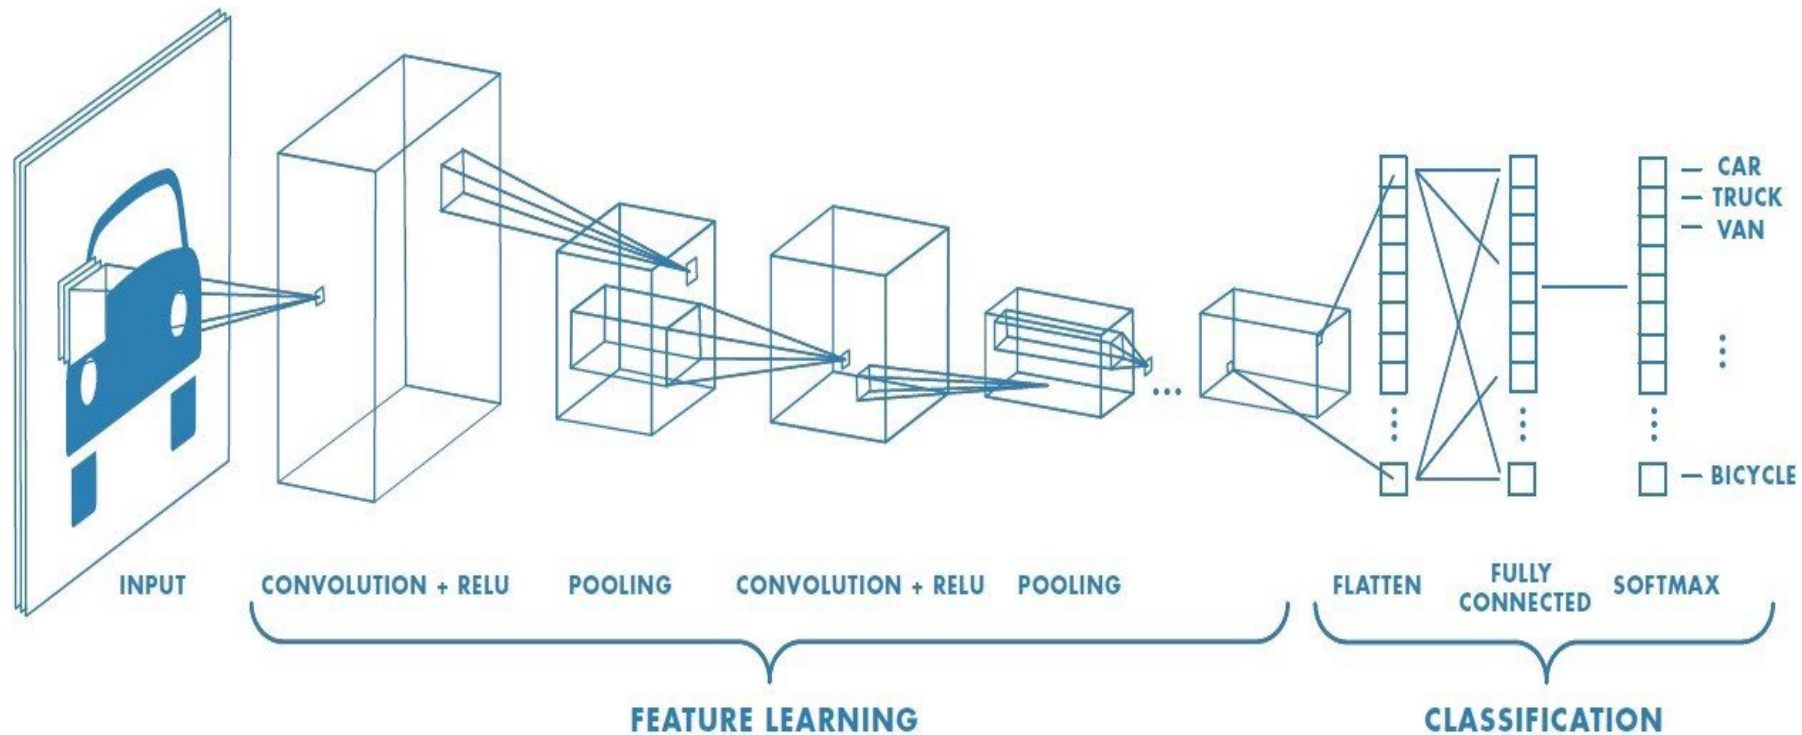 CAR
TRUCK
VAN
BICYCLE
INPUT
CONVOLUTION + RELU
POOLING
CONVOLUTION + RELU
POOLING
FLATTEN
FULLY
CONNECTED
SOFTMAX
FEATURE LEARNING
CLASSIFICATION